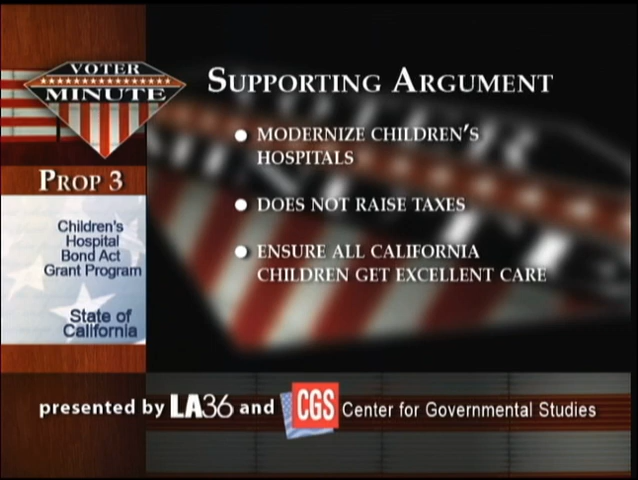 VOTER
MINUTE
SUPPORTING ARGUMENT
MODERNIZE CHILDREN'S
HOSPITALS
PROP 3
DOES NOT RAISE TAXES
Children's
Hospital
Bond Act
Grant Program
ENSURE ALL CALIFORNIA
CHILDREN GET EXCELLENT CARE
State of
California
presented by LA36 and CGS Center for Governmental Studies